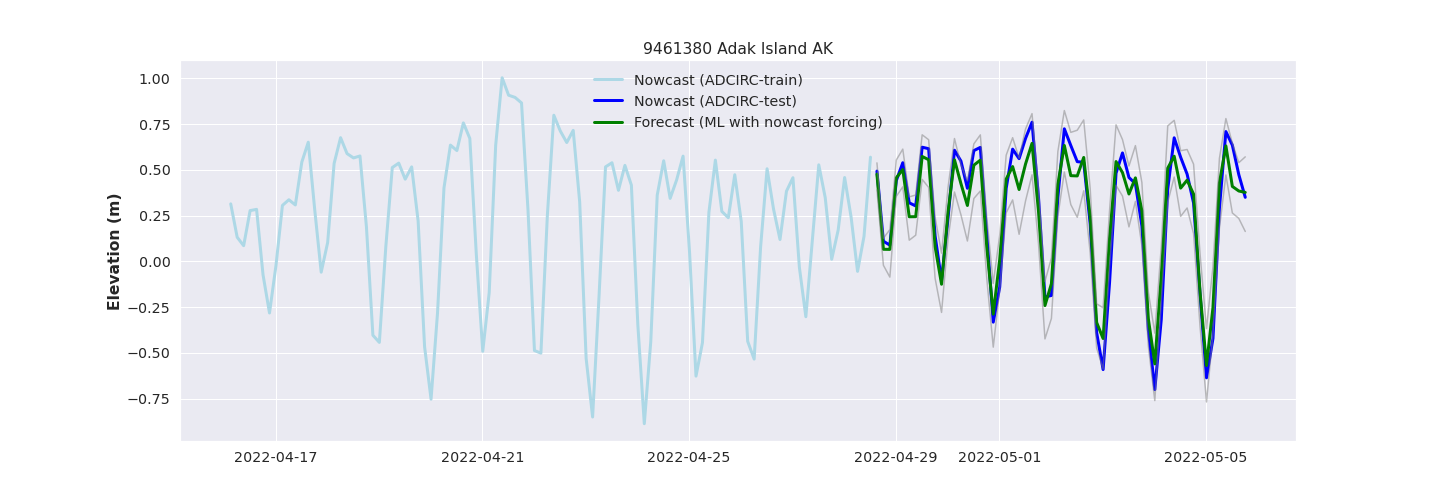 9461380 Adak Island AK
Nowcast (ADCIRC-train)
Nowcast (ADCIRC-test)
Forecast (ML with nowcast forcing)
Elevation (m)
1.00
0.75
0.50
0.25
0.00
−0.25
−0.50
−0.75
2022-04-17 2022-04-21 2022-04-25 2022-04-29 2022-05-01 2022-05-05